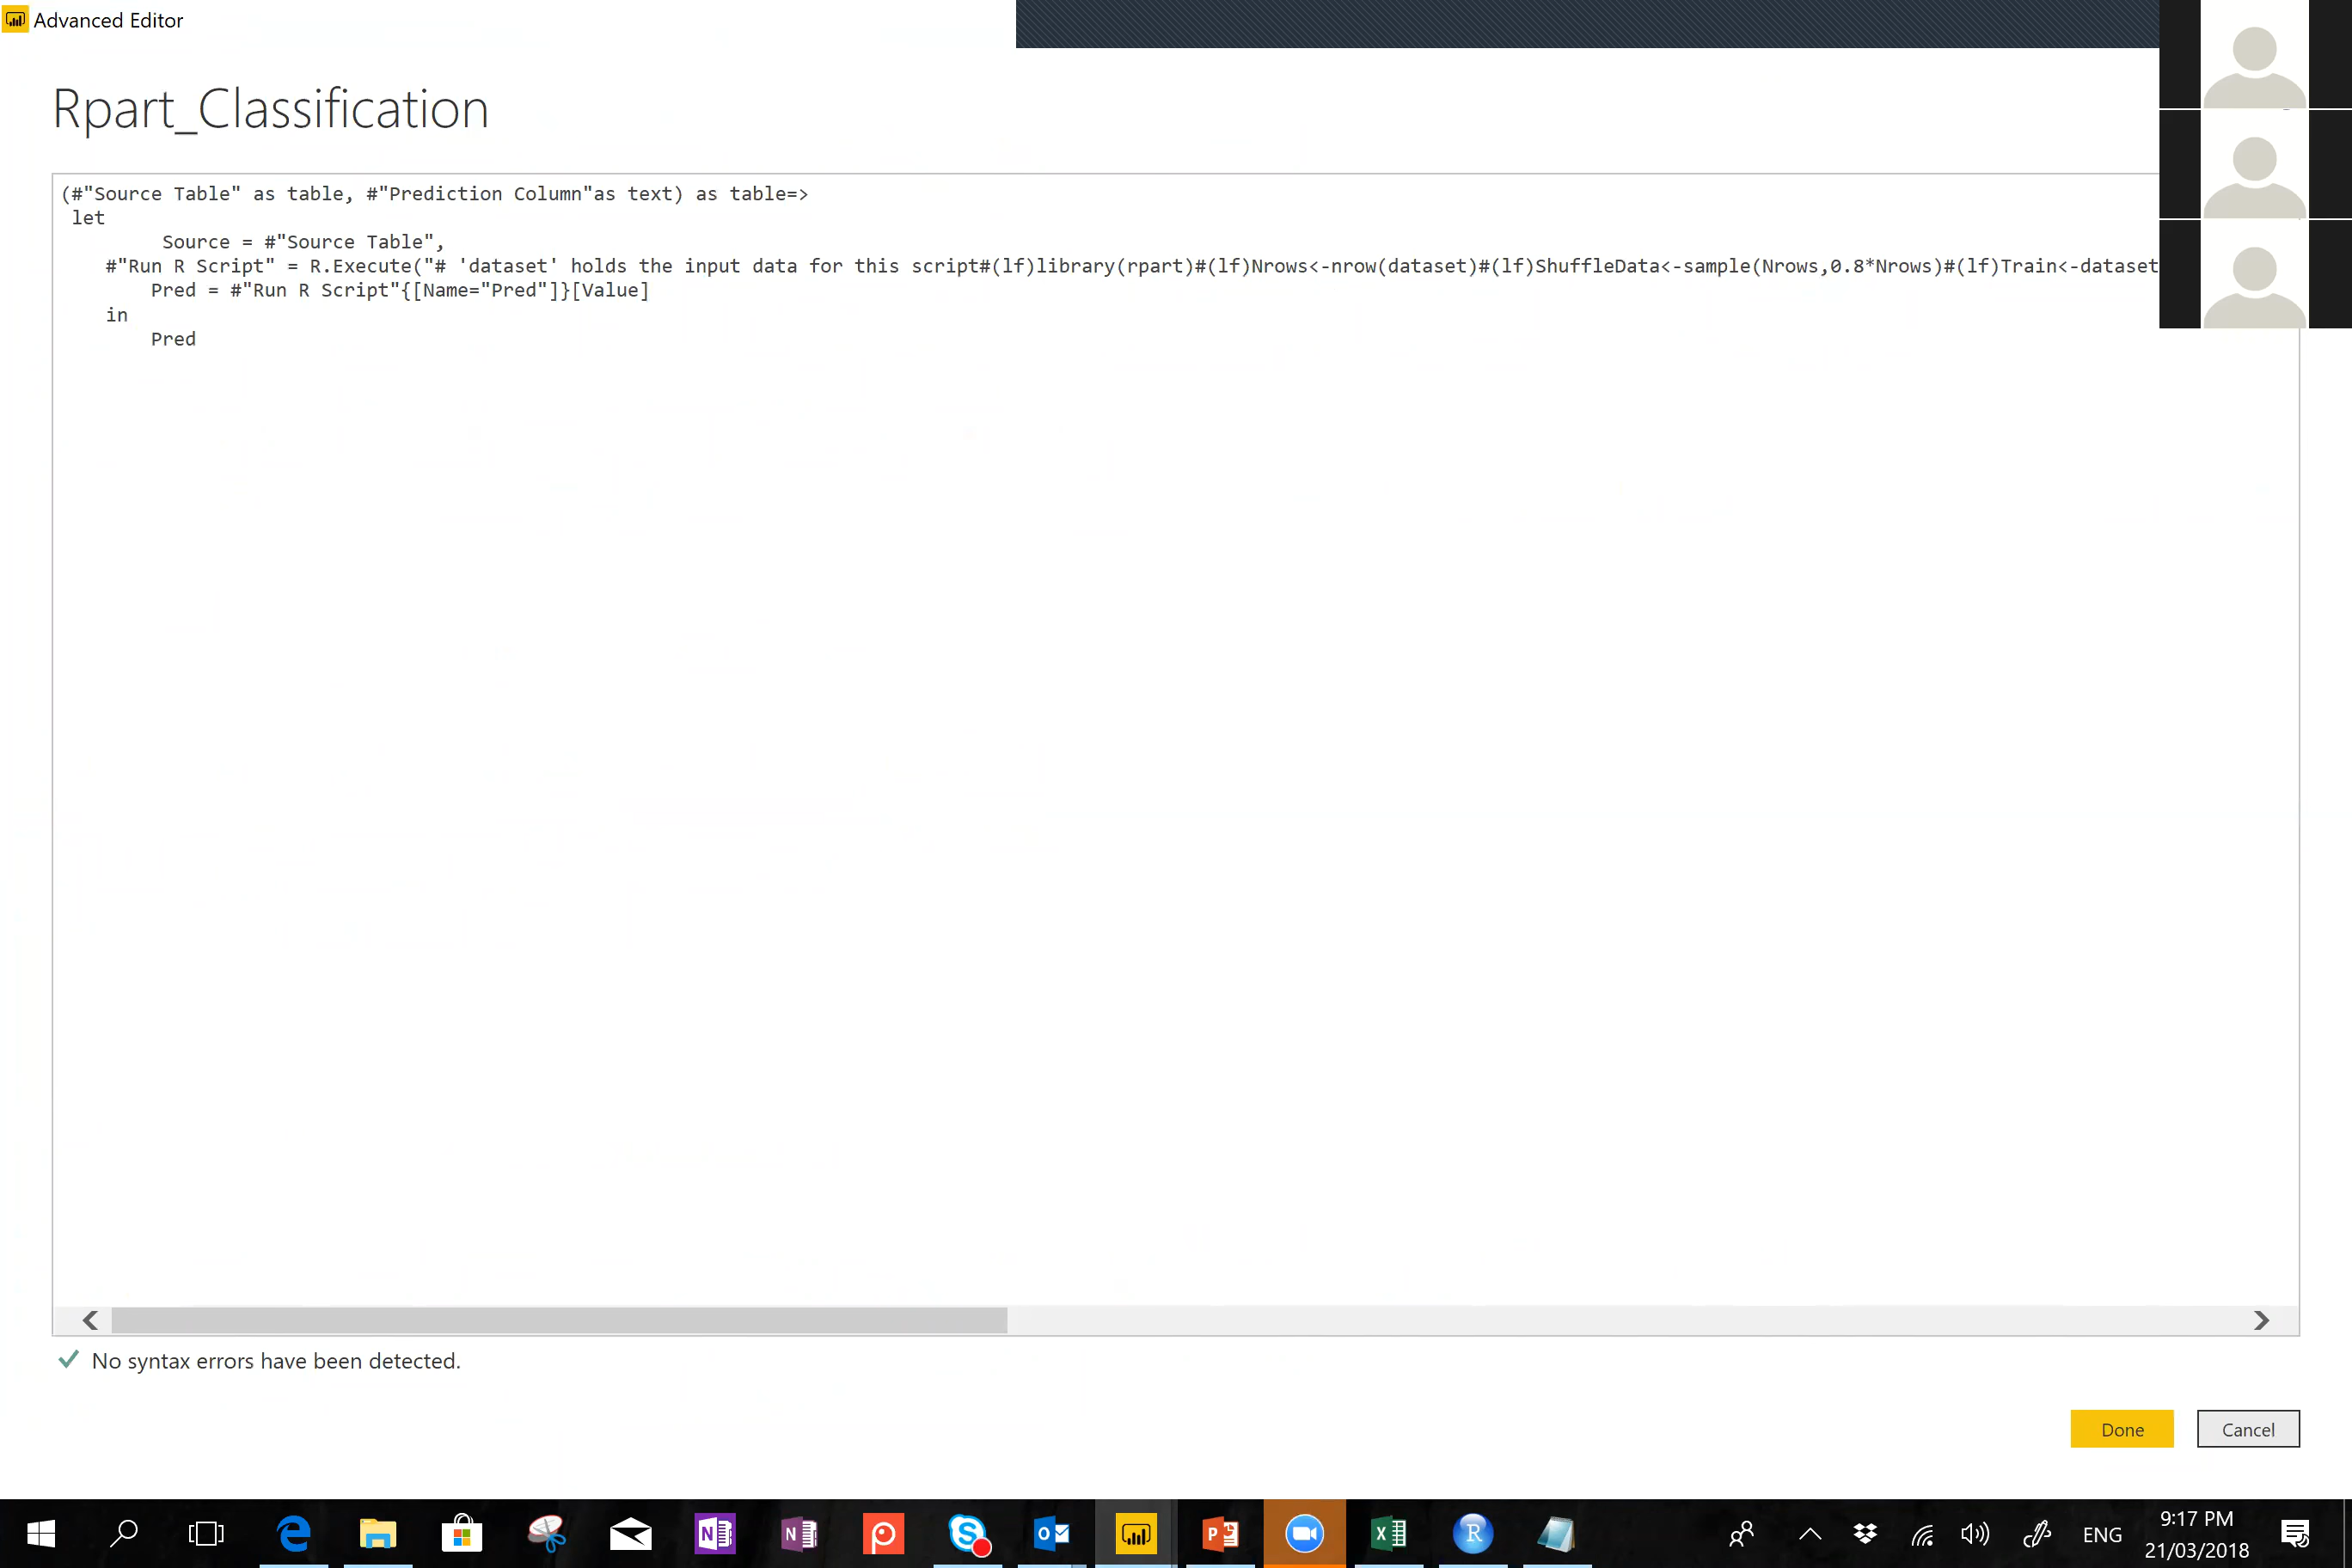 Advanced Editor
Rpart_Classification
(#"Source Table" as table, #"Prediction Column"as text) as table=>
let
Source = #"Source Table",
#"Run R Script" = R.Execute("# 'dataset' holds the input data for this script#(lf)library(rpart)#(lf)Nrows<-nrow(dataset)#(lf)ShuffleData<-sample(Nrows,0.8*Nrows)#(lf)Train<-dataset
Pred = #"Run R Script"{[Name="Pred"]}[Value]
in
Pred
No syntax errors have been detected.
Done
Cancel
ENG
9:17 PM
21/03/2018